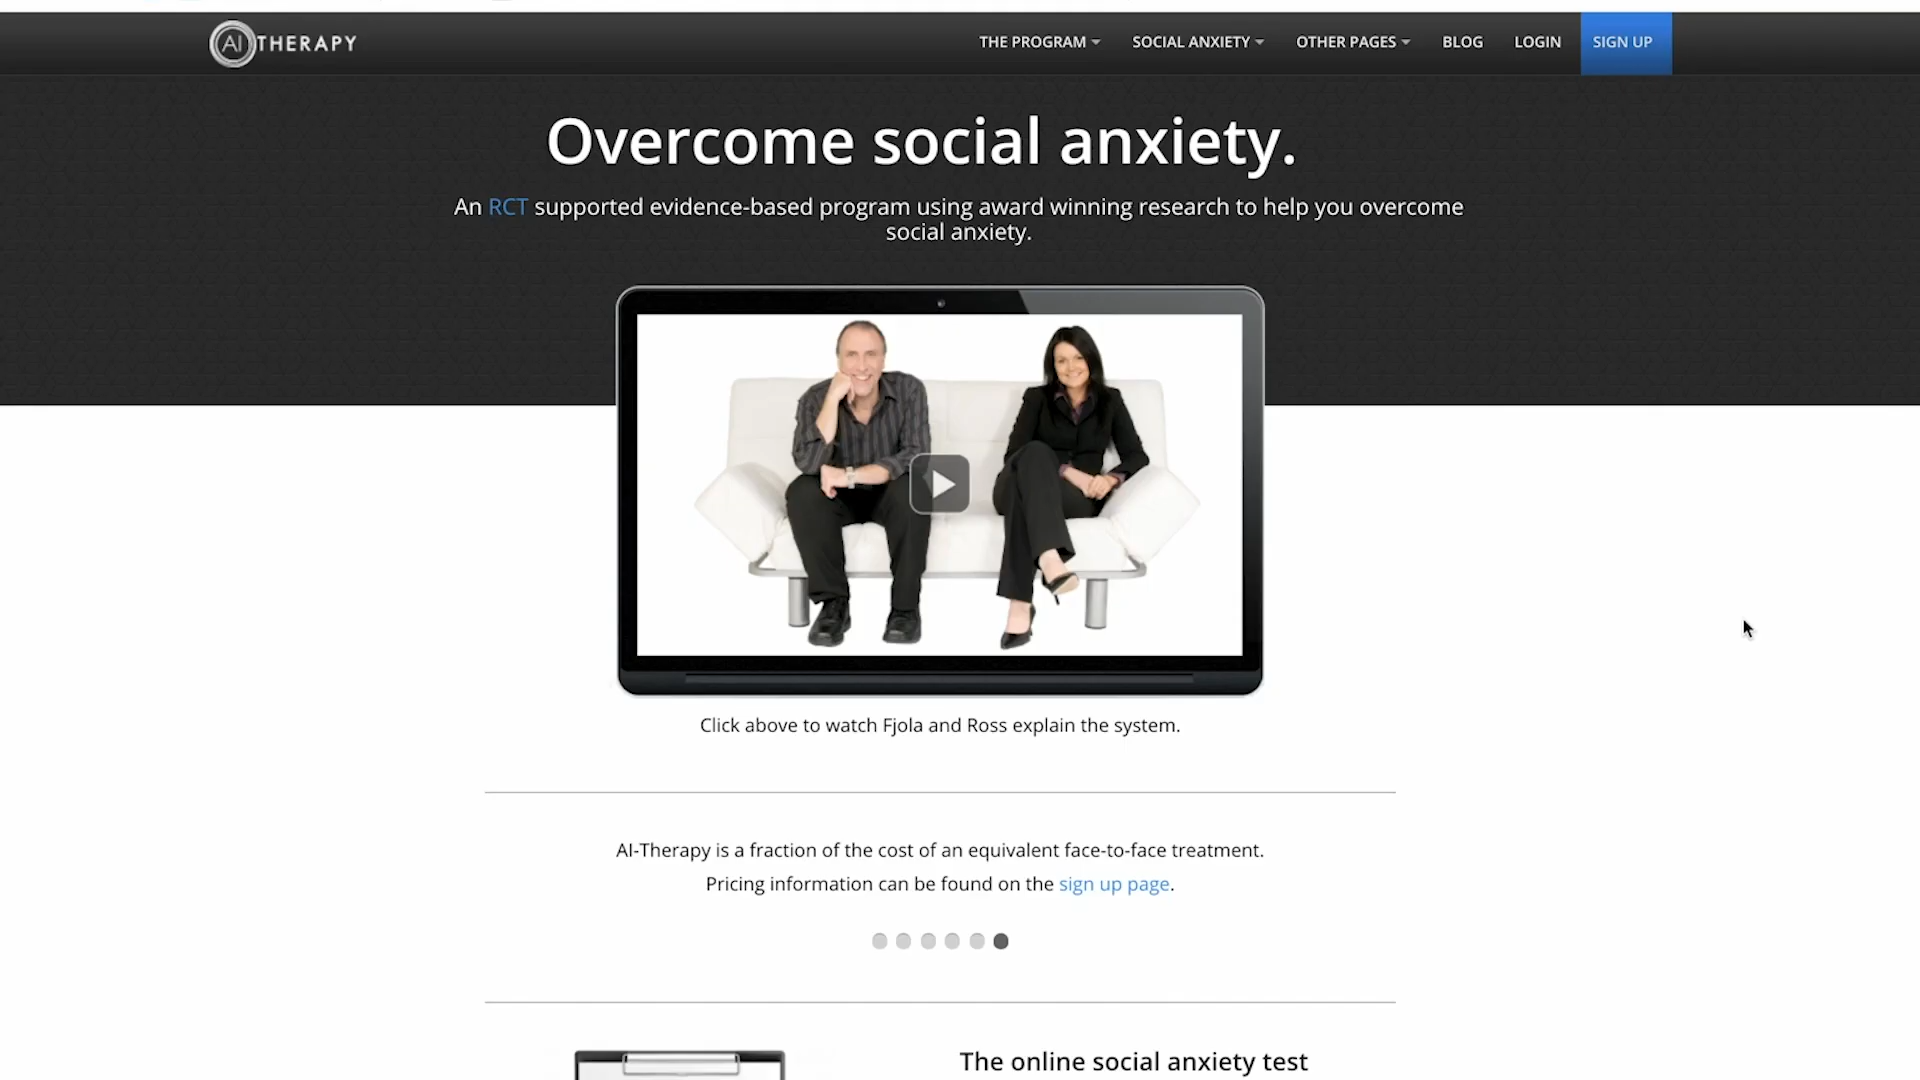 AI THERAPY
THE PROGRAM
SOCIAL ANXIETY
OTHER PAGES
BLOG
LOGIN
SIGN UP
Overcome social anxiety.
An RCT supported evidence-based program using award winning research to help you overcome
social anxiety.
Click above to watch Fjola and Ross explain the system.
AI-Therapy is a fraction of the cost of an equivalent face-to-face treatment.
Pricing information can be found on the sign up page.
The online social anxiety test